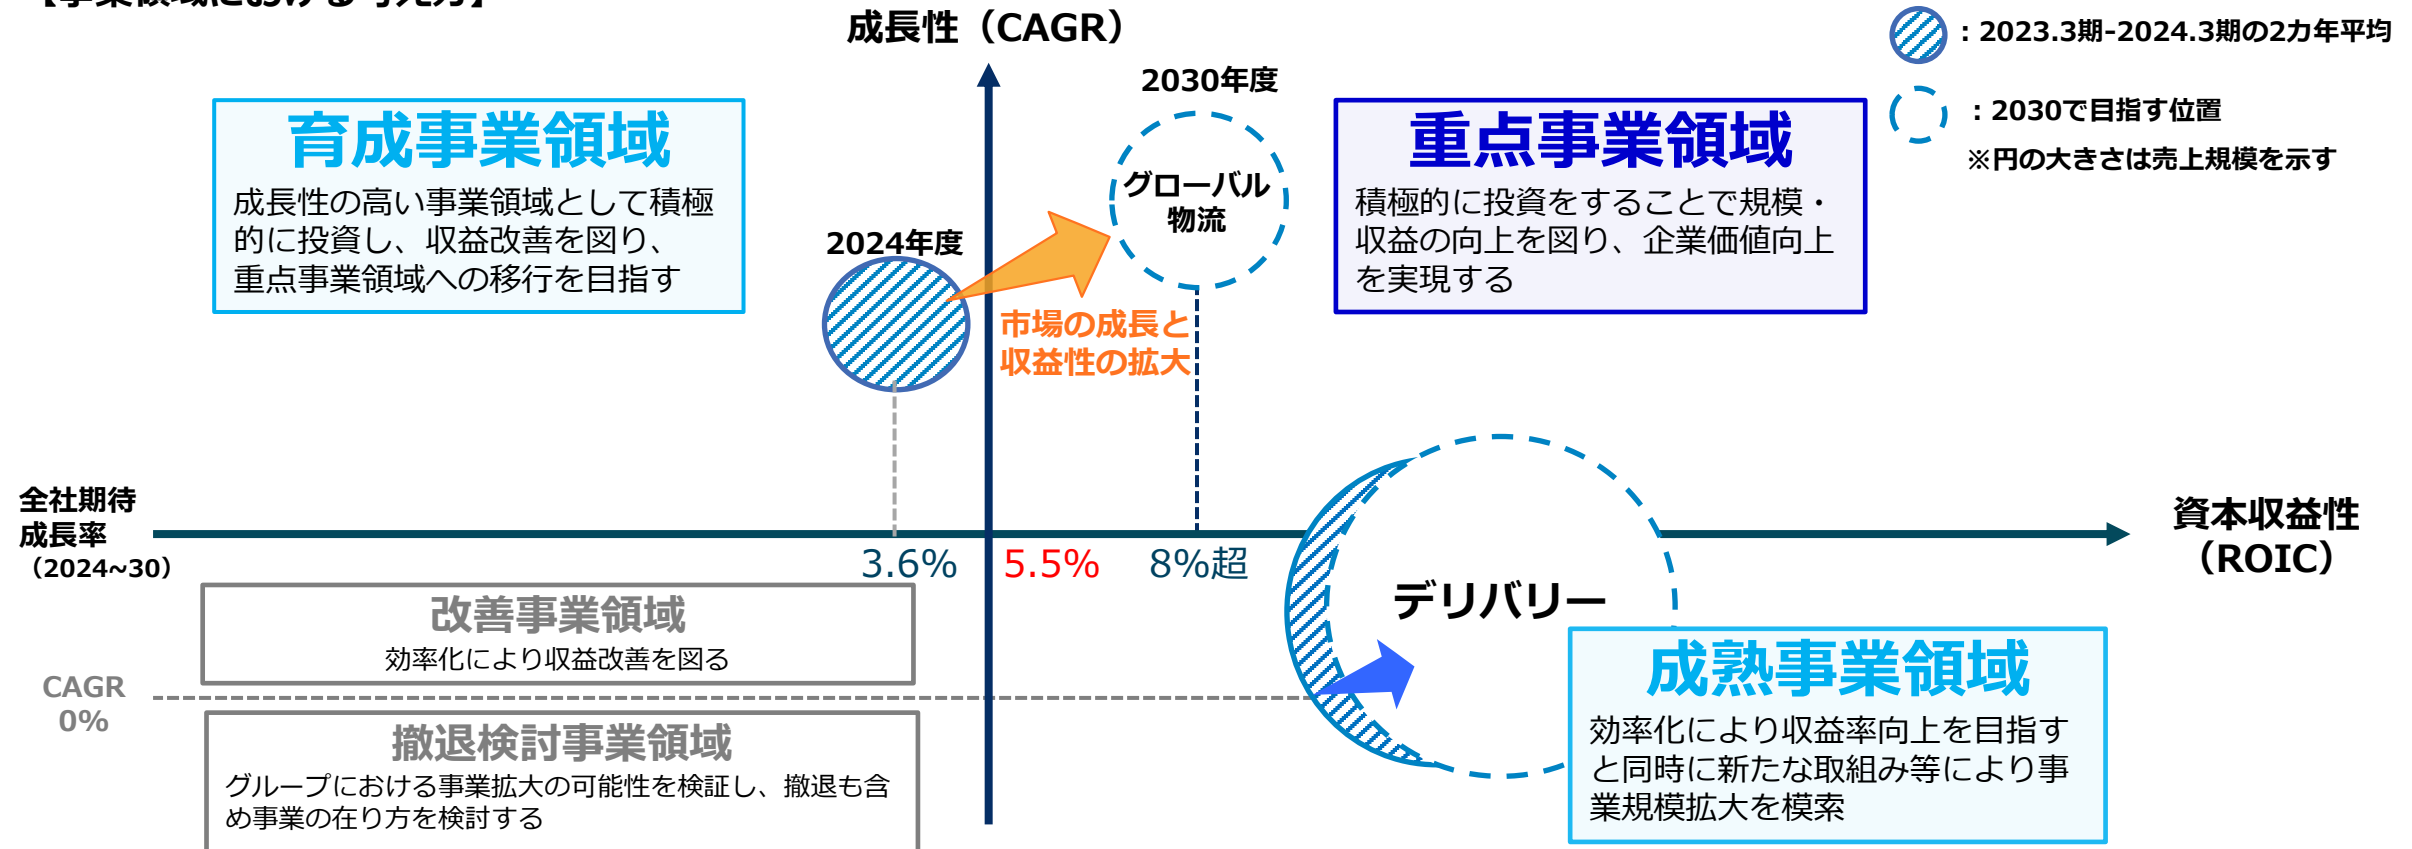 【事業領域における考え方】
成長性（CAGR）
：2023.3期-2024.3期の2カ年平均
：2030で目指す位置
※円の大きさは売上規模を示す
育成事業領域
成長性の高い事業領域として積極
的に投資し、収益改善を図り、
重点事業領域への移行を目指す
2024年度
2030年度
グローバル
物流
市場の成長と
収益性の拡大
重点事業領域
積極的に投資をすることで規模・
収益の向上を図り、企業価値向上
を実現する
全社期待
成長率
（2024~30）
3.6%
5.5%
8%超
資本収益性
（ROIC）
改善事業領域
効率化により収益改善を図る
CAGR
0%
撤退検討事業領域
グループにおける事業拡大の可能性を検証し、撤退も含
め事業の在り方を検討する
デリバリー
成熟事業領域
効率化により収益率向上を目指す
と同時に新たな取組み等により事
業規模拡大を模索